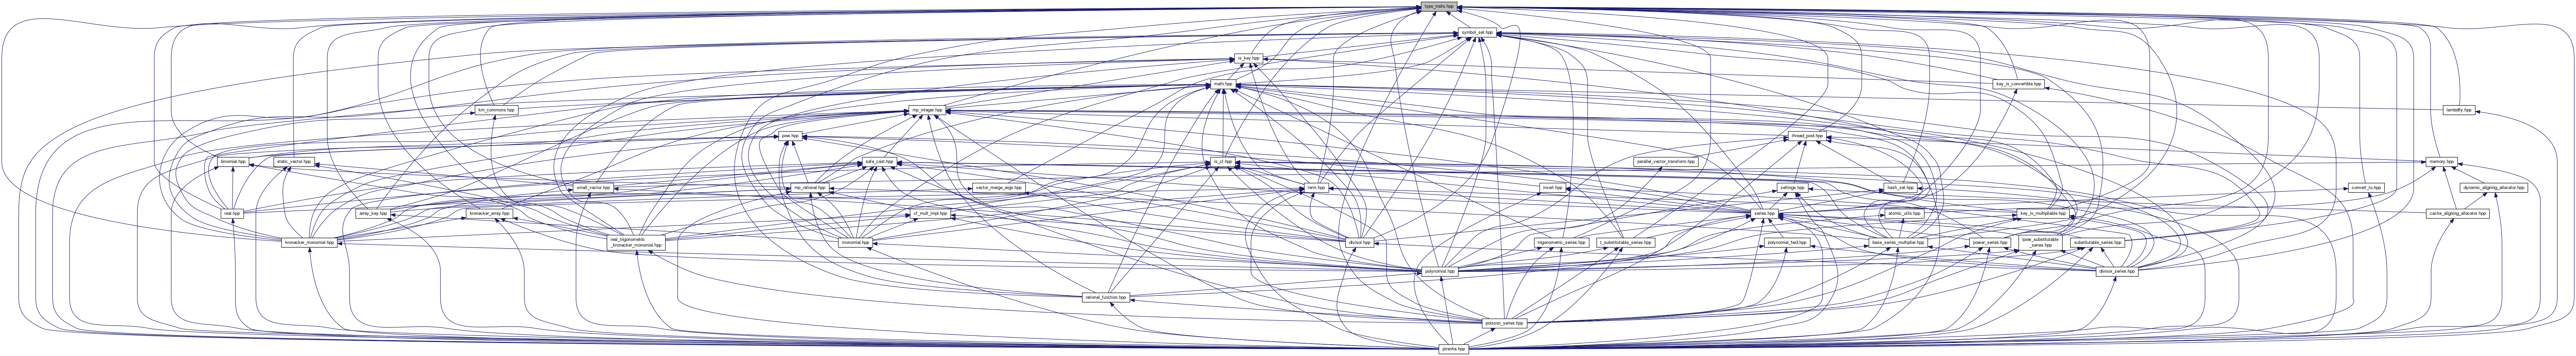 type_traits.hpp
symbol_set.hpp
is_key.hpp
math.hpp
key_is_convertible.hpp
km_commons.hpp
mp_integer.hpp
lambdify.hpp
pow.hpp
thread_pool.hpp
binomial.hpp
static_vector.hpp
safe_cast.hpp
is_cf.hpp
parallel_vector_transform.hpp
memory.hpp
small_vector.hpp
mp_rational.hpp
vector_merge_args.hpp
term.hpp
invert.hpp
settings.hpp
hash_set.hpp
convert_to.hpp
dynamic_aligning_allocator.hpp
real.hpp
array_key.hpp
kronecker_array.hpp
cf_mult_impl.hpp
series.hpp
atomic_utils.hpp
key_is_multipliable.hpp
cache_aligning_allocator.hpp
kronecker_monomial.hpp
real_trigonometric
_kronecker_monomial.hpp
monomial.hpp
divisor.hpp
trigonometric_series.hpp
t_substitutable_series.hpp
polynomial_fwd.hpp
base_series_multiplier.hpp
power_series.hpp
ipow_substitutable
_series.hpp
substitutable_series.hpp
polynomial.hpp
divisor_series.hpp
rational_function.hpp
poisson_series.hpp
piranha.hpp